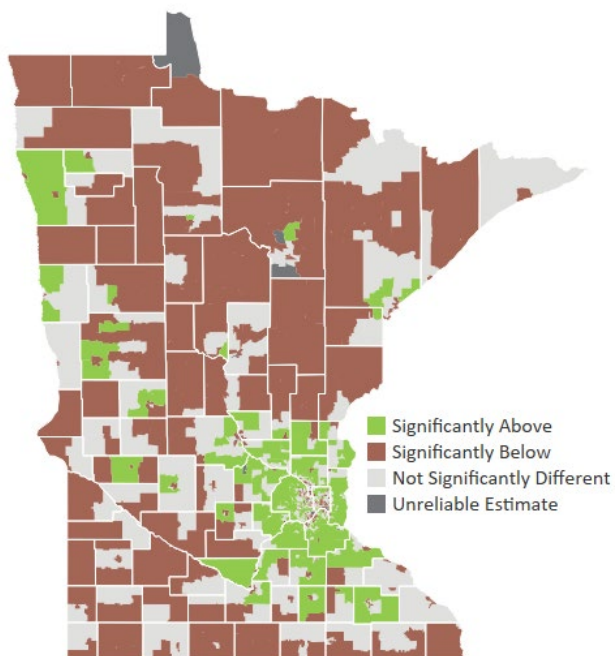 Significantly Above
Significantly Below
Not Significantly Different
Unreliable Estimate